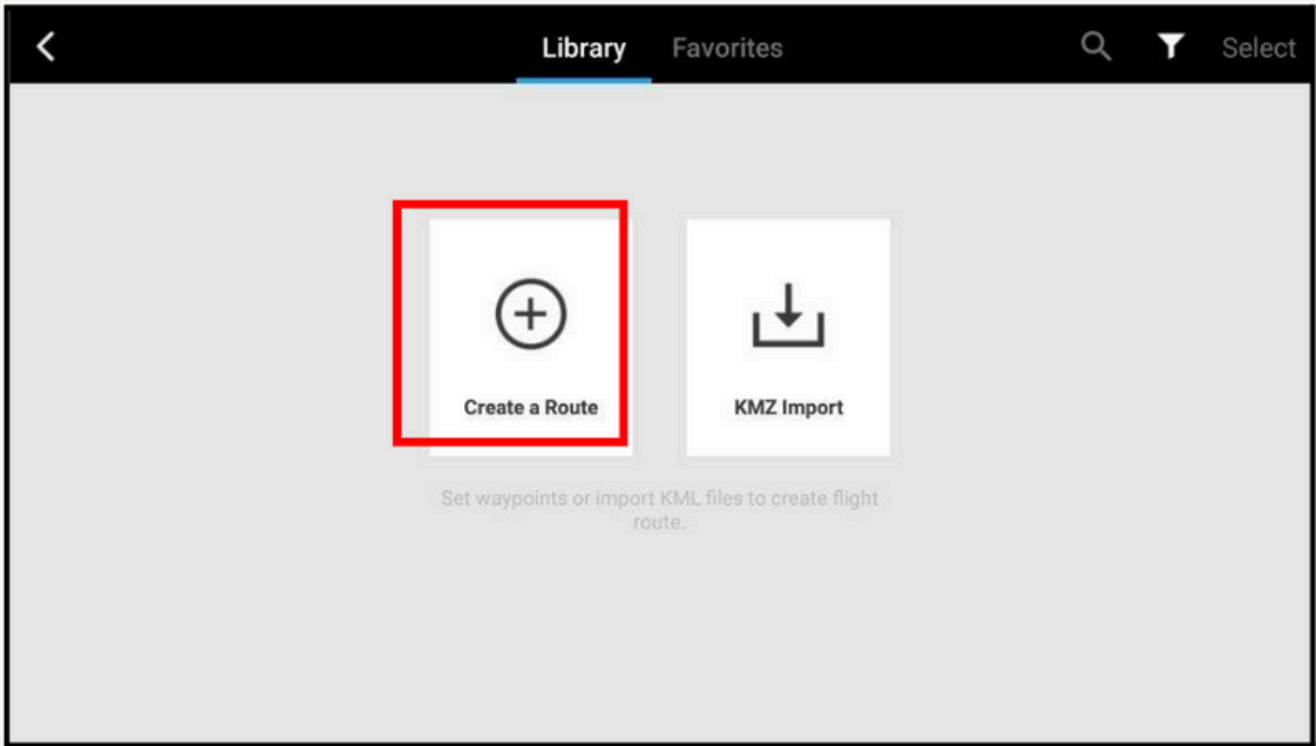 Library Favorites Select
Create a Route KMZ Import
Set waypoints or import KML files to create flight
route.